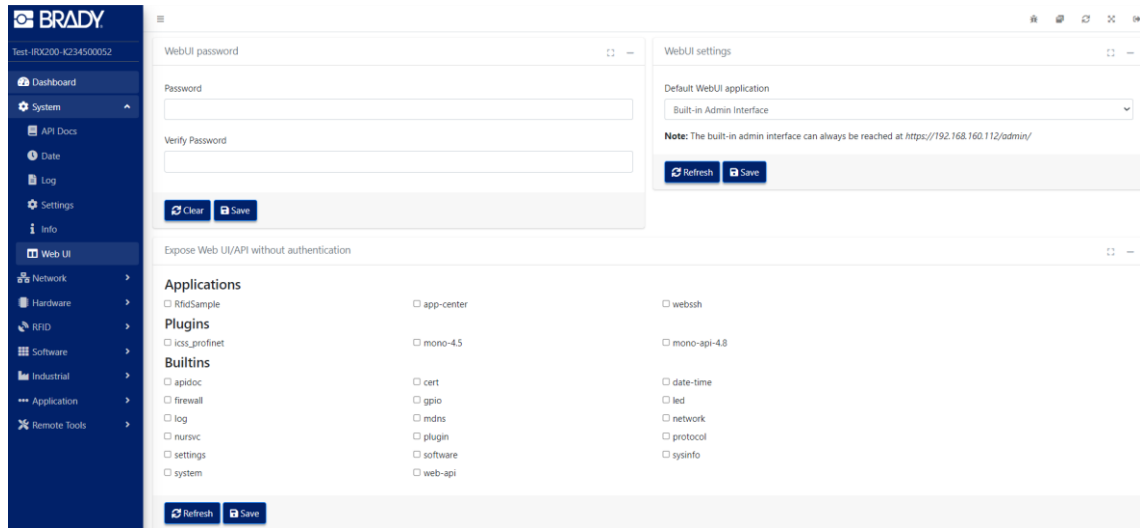 BRADY.
Test-IRX200-K234500052
Dashboard
System
API Docs
Date
Log
Settings
Info
Web UI
Network
Hardware
RFID
Software
Industrial
Application
Remote Tools
WebUI password
Password
Verify Password
Clear
Save
WebUI settings
Default WebUI application
Built-in Admin Interface
Note: The built-in admin interface can always be reached at https://192.168.160.112/admin/
Refresh
Save
Expose Web UI/API without authentication
Applications
RfidSample app-center webssh
Plugins
icss_profinet mono-4.5 mono-api-4.8
Builtins
apidoc cert date-time
firewall gpio led
log mdns network
nursvc plugin protocol
settings software sysinfo
system web-api
Refresh
Save